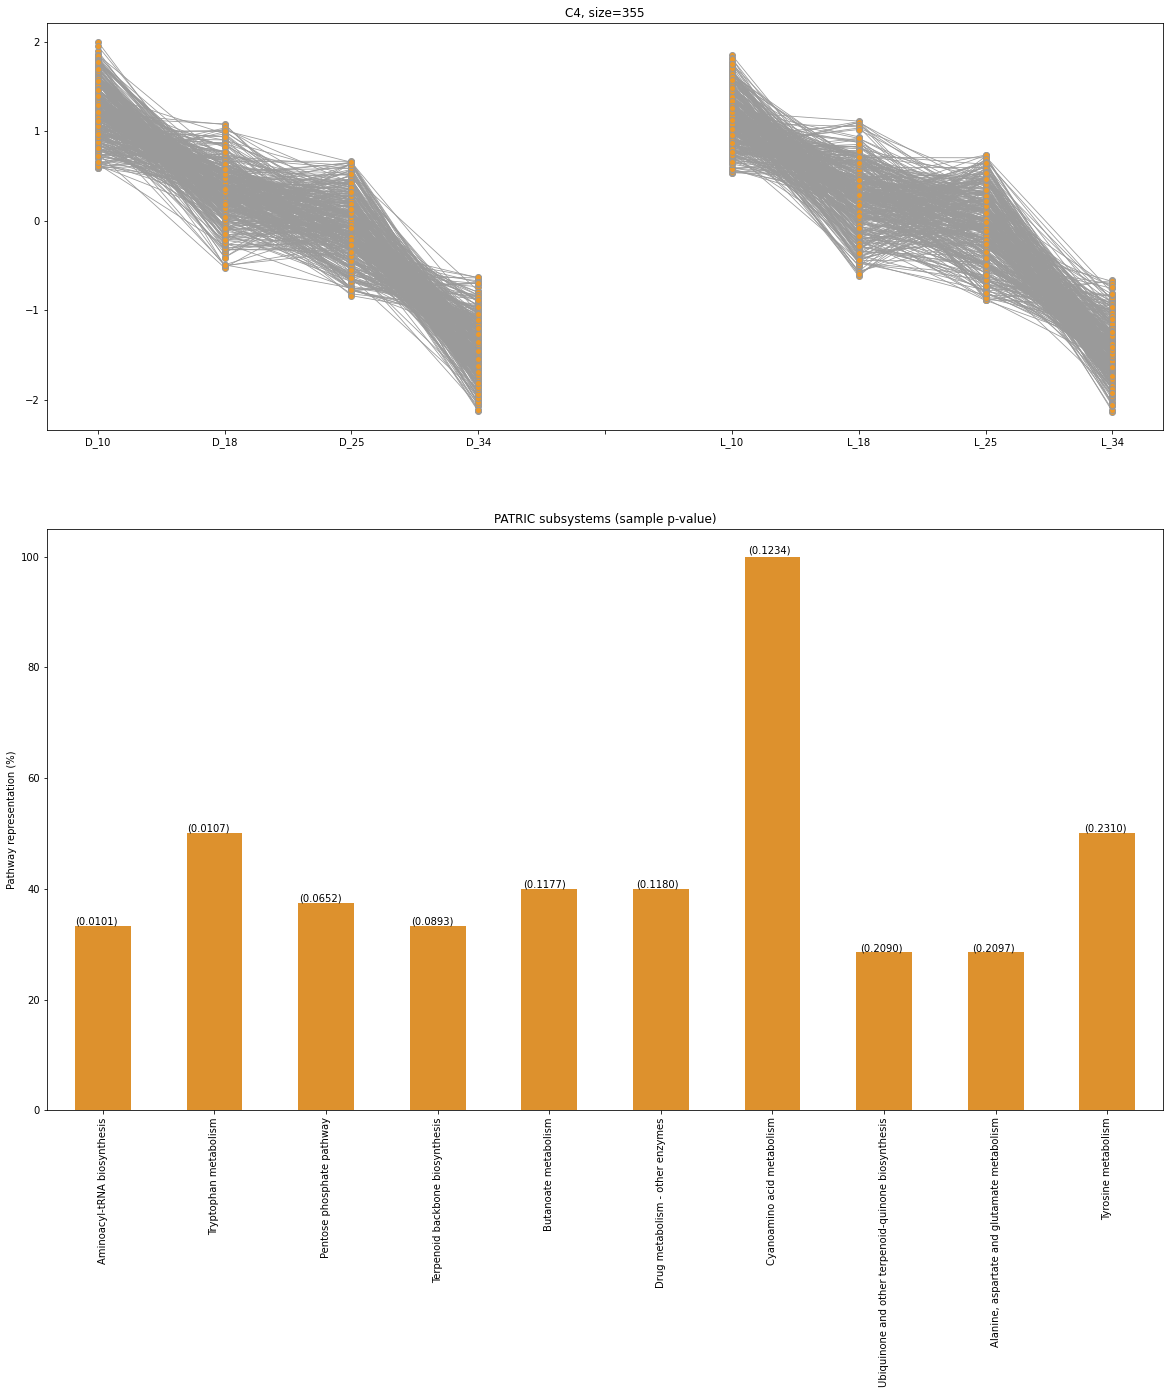 C4, size=355
2
1
0
−1
−2
D_10
D_18
D_25
D_34
L_10
L_18
L_25
L_34
PATRIC subsystems (sample p-value)
Pathway representation (%)
100
80
60
40
20
0
(0.0101)
(0.0107)
(0.0652)
(0.0893)
(0.1177)
(0.1180)
(0.1234)
(0.2090)
(0.2097)
(0.2310)
Aminoacyl-tRNA biosynthesis
Tryptophan metabolism
Pentose phosphate pathway
Terpenoid backbone biosynthesis
Butanoate metabolism
Drug metabolism - other enzymes
Cyanoamino acid metabolism
Ubiquinone and other terpenoid-quinone biosynthesis
Alanine, aspartate and glutamate metabolism
Tyrosine metabolism